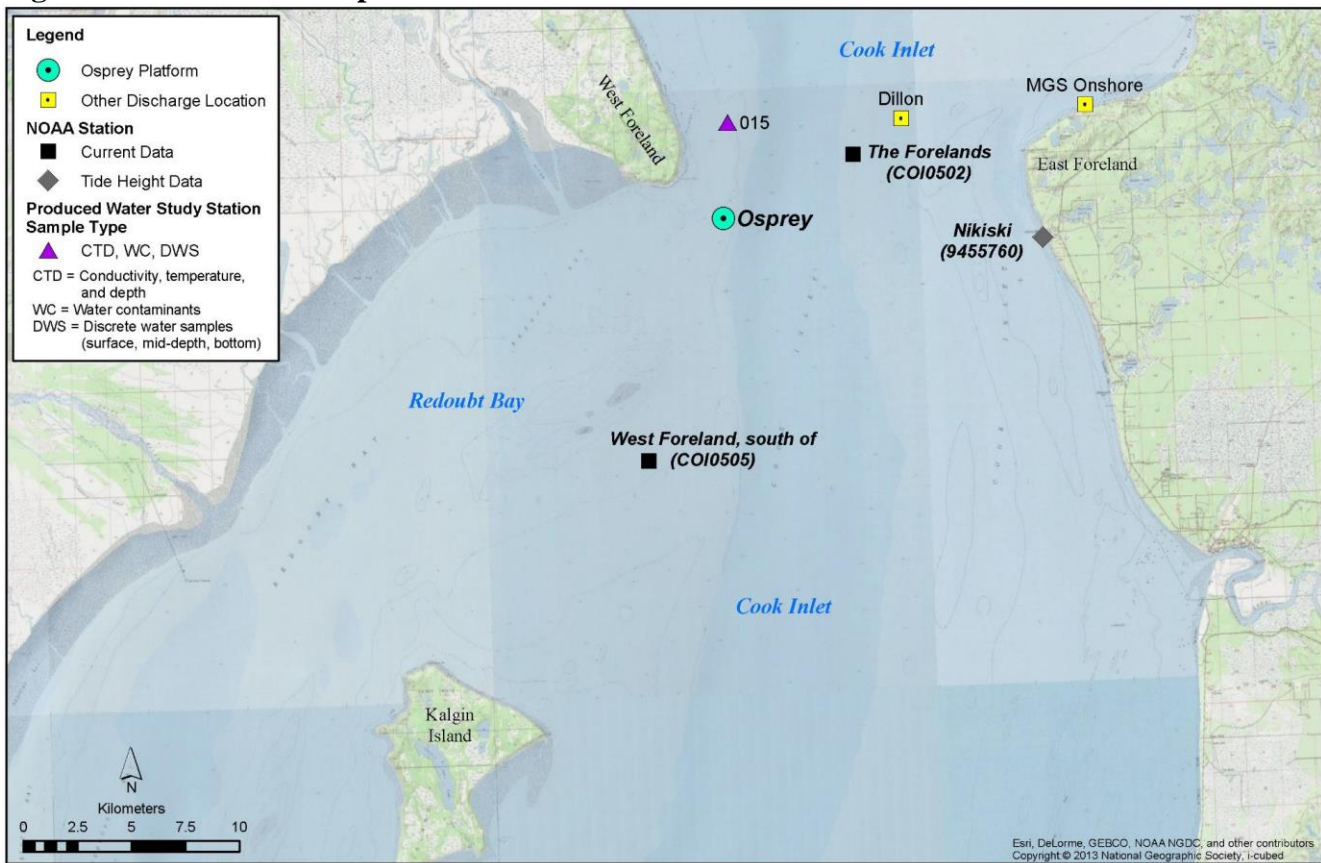 Legend
Osprey Platform
Other Discharge Location
NOAA Station
Current Data
Tide Height Data
Produced Water Study Station
Sample Type
CTD, WC, DWS
CTD = Conductivity, temperature,
and depth
WC = Water contaminants
DWS = Discrete water samples
(surface, mid-depth, bottom)
Cook Inlet
West Foreland
015
Dillon
MGS Onshore
The Forelands
(COI0502)
East Foreland
Osprey
Nikiski
(9455760)
Redoubt Bay
West Foreland, south of
(COI0505)
Cook Inlet
Kalgin
Island
N
Kilometers
0 2.5 5 7.5 10
Esri, DeLorme, GEBCO, NOAA NGDC, and other contributors
Copyright:© 2013 National Geographic Society, i-cubed